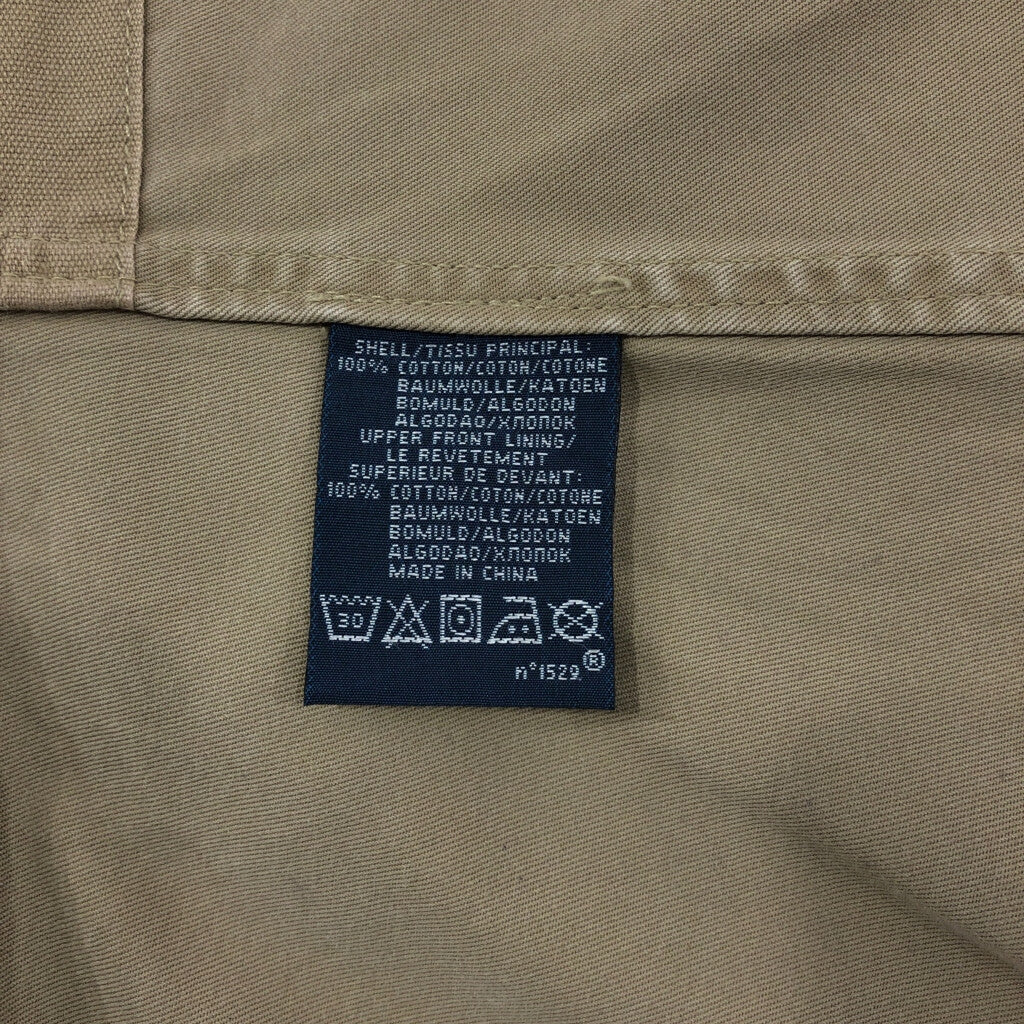 SHELL/TISSU PRINCIPAL:
100% COTTON/COTON/COTONE
BAUMWOLLE/KATOEN
BOMULD/ALGODON
ALGODAO/ХЛОПОК
UPPER FRONT LINING/
LE REVETEMENT
SUPERIEUR DE DEVANT:
100% COTTON/COTON/COTONE
BAUMWOLLE/KATOEN
BOMULD/ALGODON
ALGODAO/ХЛОПОК
MADE IN CHINA
30
n°1529 ®